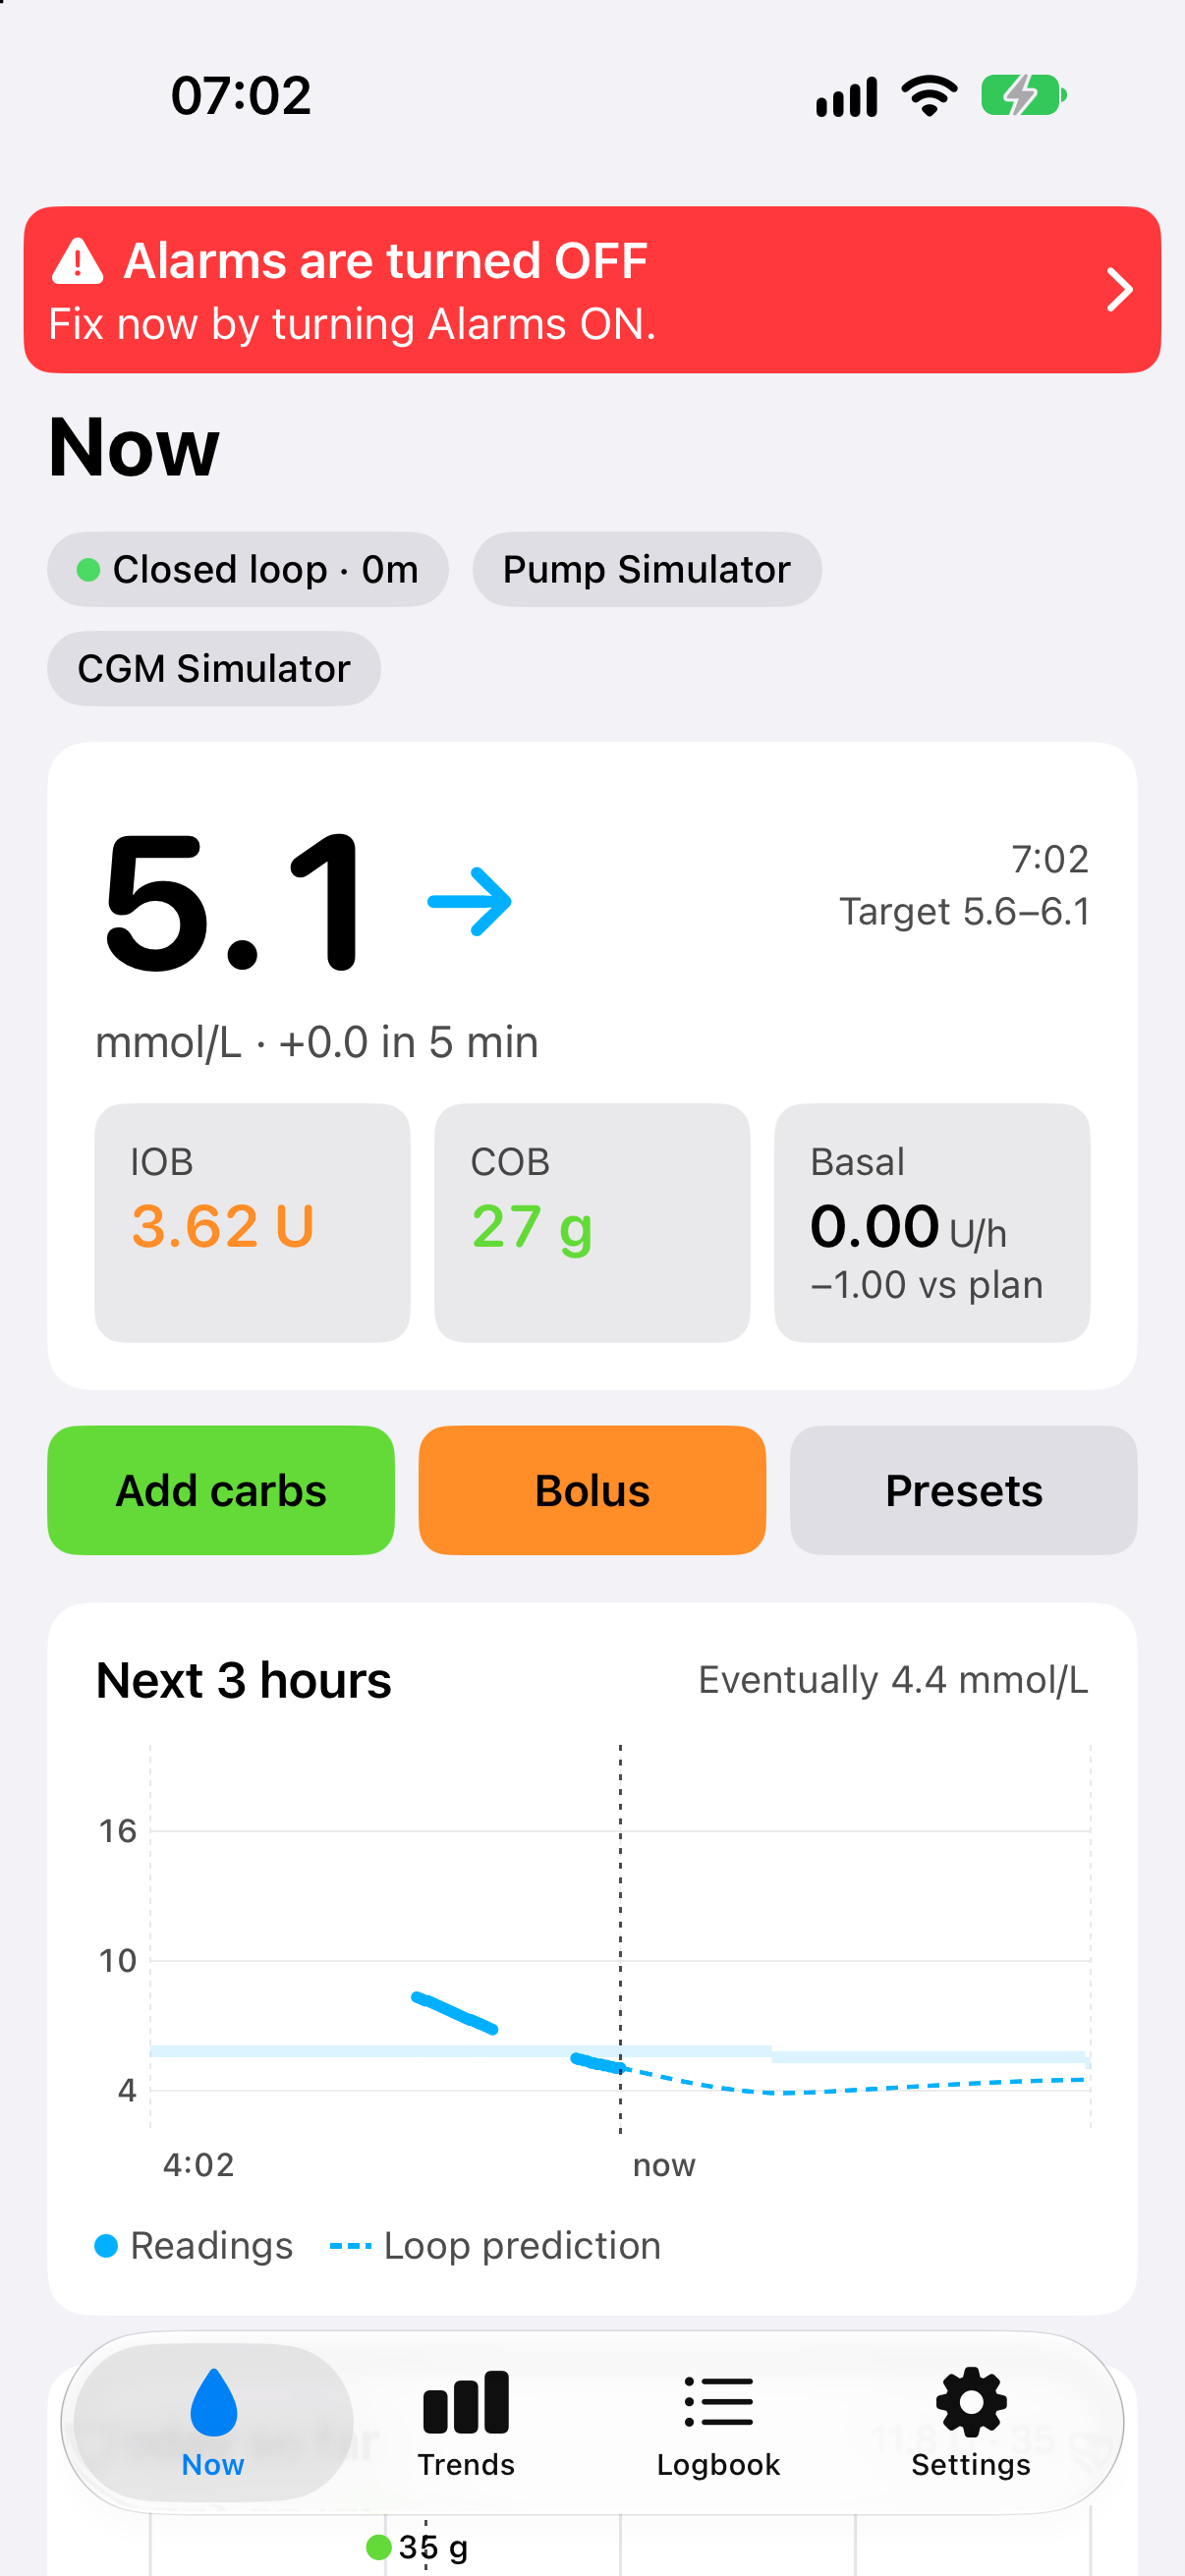 07:02
Alarms are turned OFF
Fix now by turning Alarms ON.
Now
Closed loop · 0m
Pump Simulator
CGM Simulator
5.1
7:02
Target 5.6–6.1
mmol/L · +0.0 in 5 min
IOB
3.62 U
COB
27 g
Basal
0.00 U/h
–1.00 vs plan
Add carbs
Bolus
Presets
Next 3 hours
Eventually 4.4 mmol/L
16
10
4
4:02
now
Readings
Loop prediction
Now
Trends
Logbook
Settings
35 g